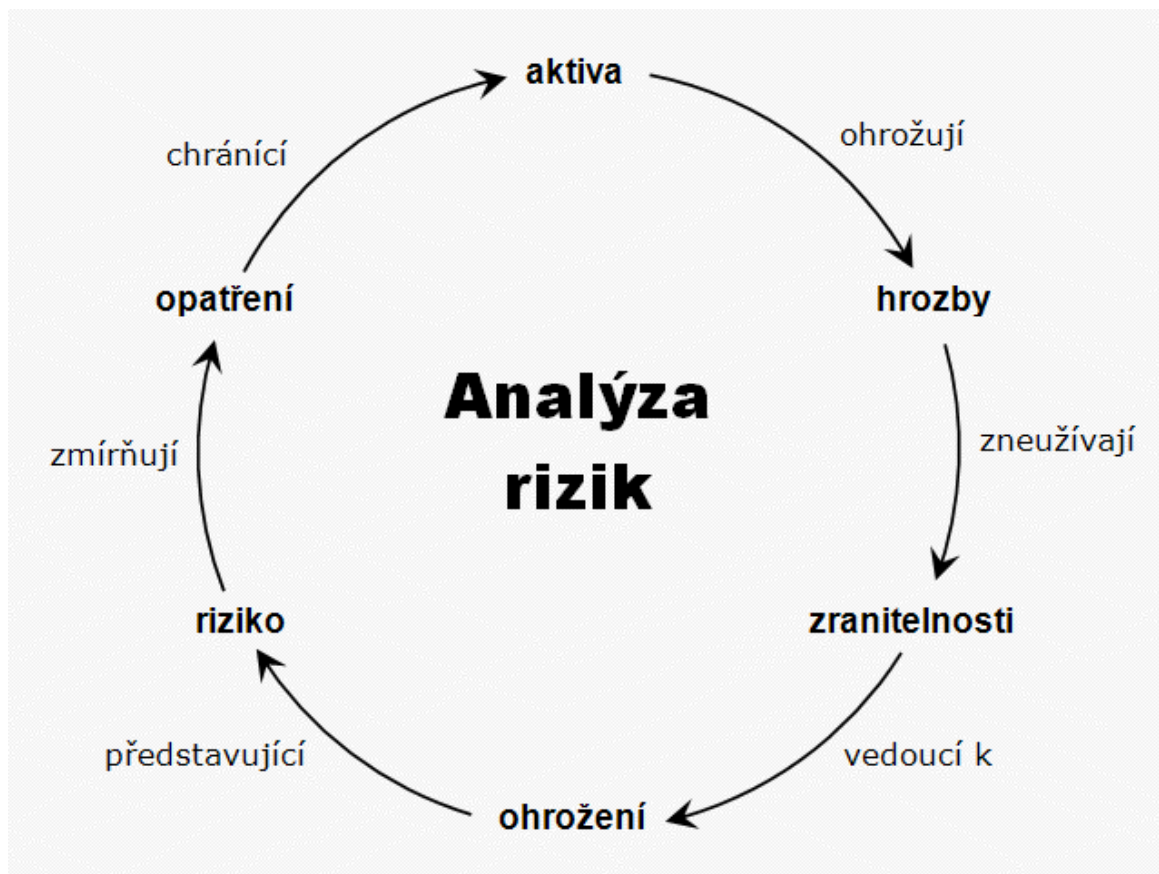 aktiva
ohrožují
chránící
opatření
hrozby
Analýza
rizik
zneužívají
zmírňují
riziko
zranitelnosti
představující
vedoucí k
ohrožení